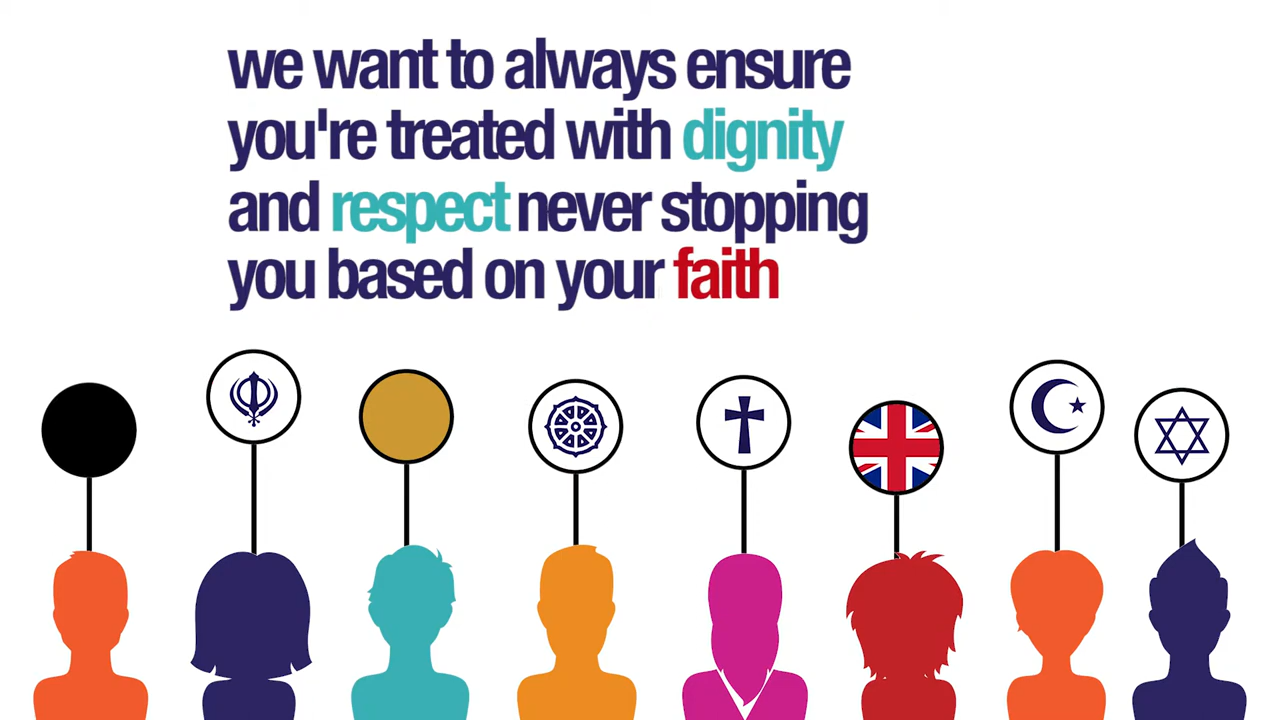 we want to always ensure
you're treated with dignity
and respect never stopping
you based on your faith